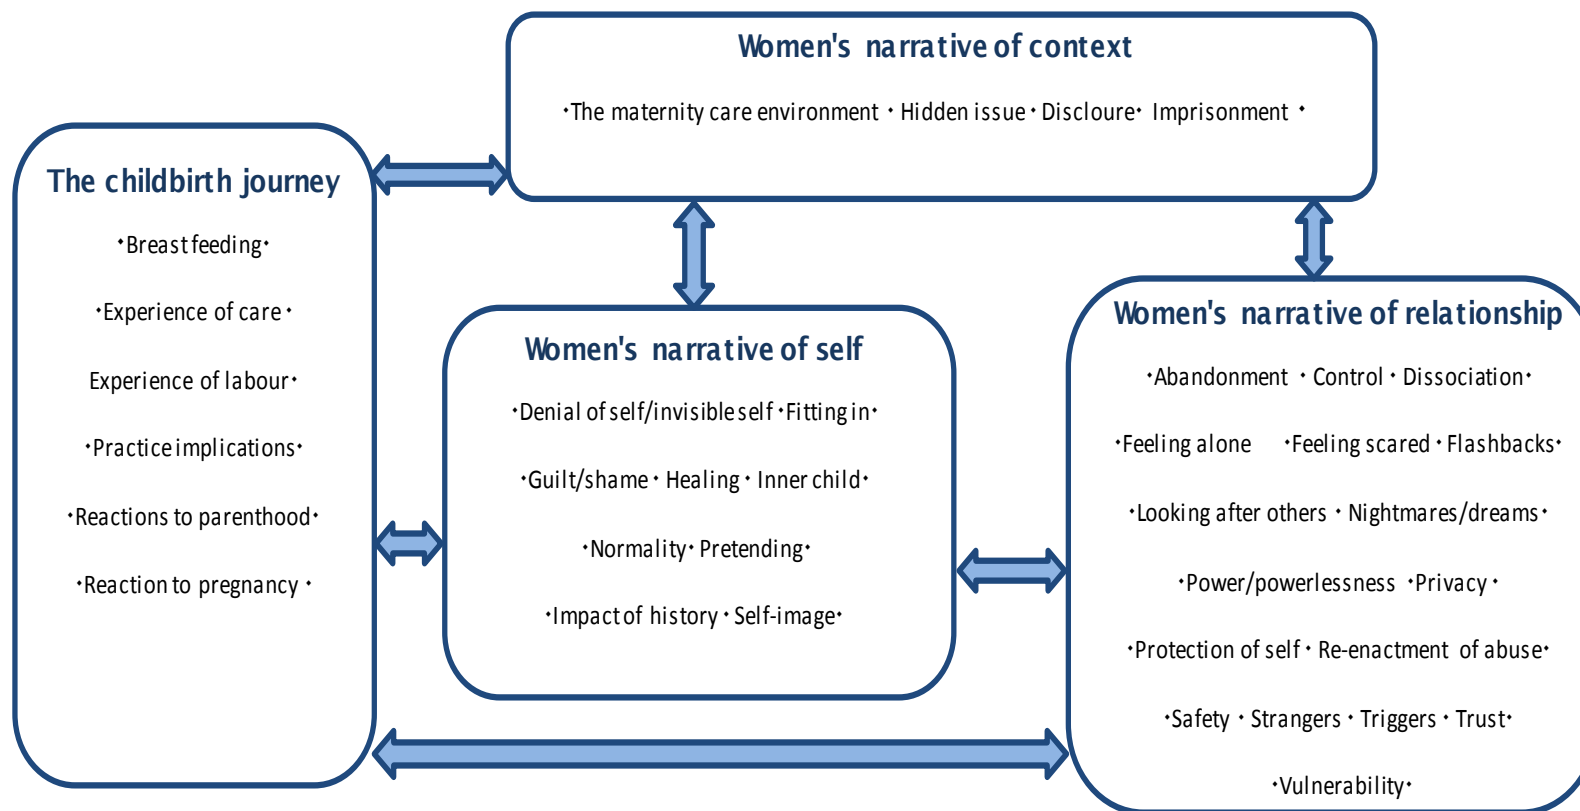 Women's narrative of context
·The maternity care environment · Hidden issue · Discloure· Imprisonment ·
The childbirth journey
·Breast feeding·
·Experience of care ·
Experience of labour·
·Practice implications·
·Reactions to parenthood·
·Reaction to pregnancy ·
Women's narrative of self
·Denial of self/invisible self ·Fitting in·
·Guilt/shame · Healing · Inner child·
·Normality· Pretending·
·Impact of history · Self-image·
Women's narrative of relationship
·Abandonment · Control · Dissociation·
·Feeling alone ·Feeling scared · Flashbacks·
·Looking after others · Nightmares/dreams·
·Power/powerlessness ·Privacy ·
·Protection of self · Re-enactment of abuse·
·Safety · Strangers · Triggers · Trust·
·Vulnerability·